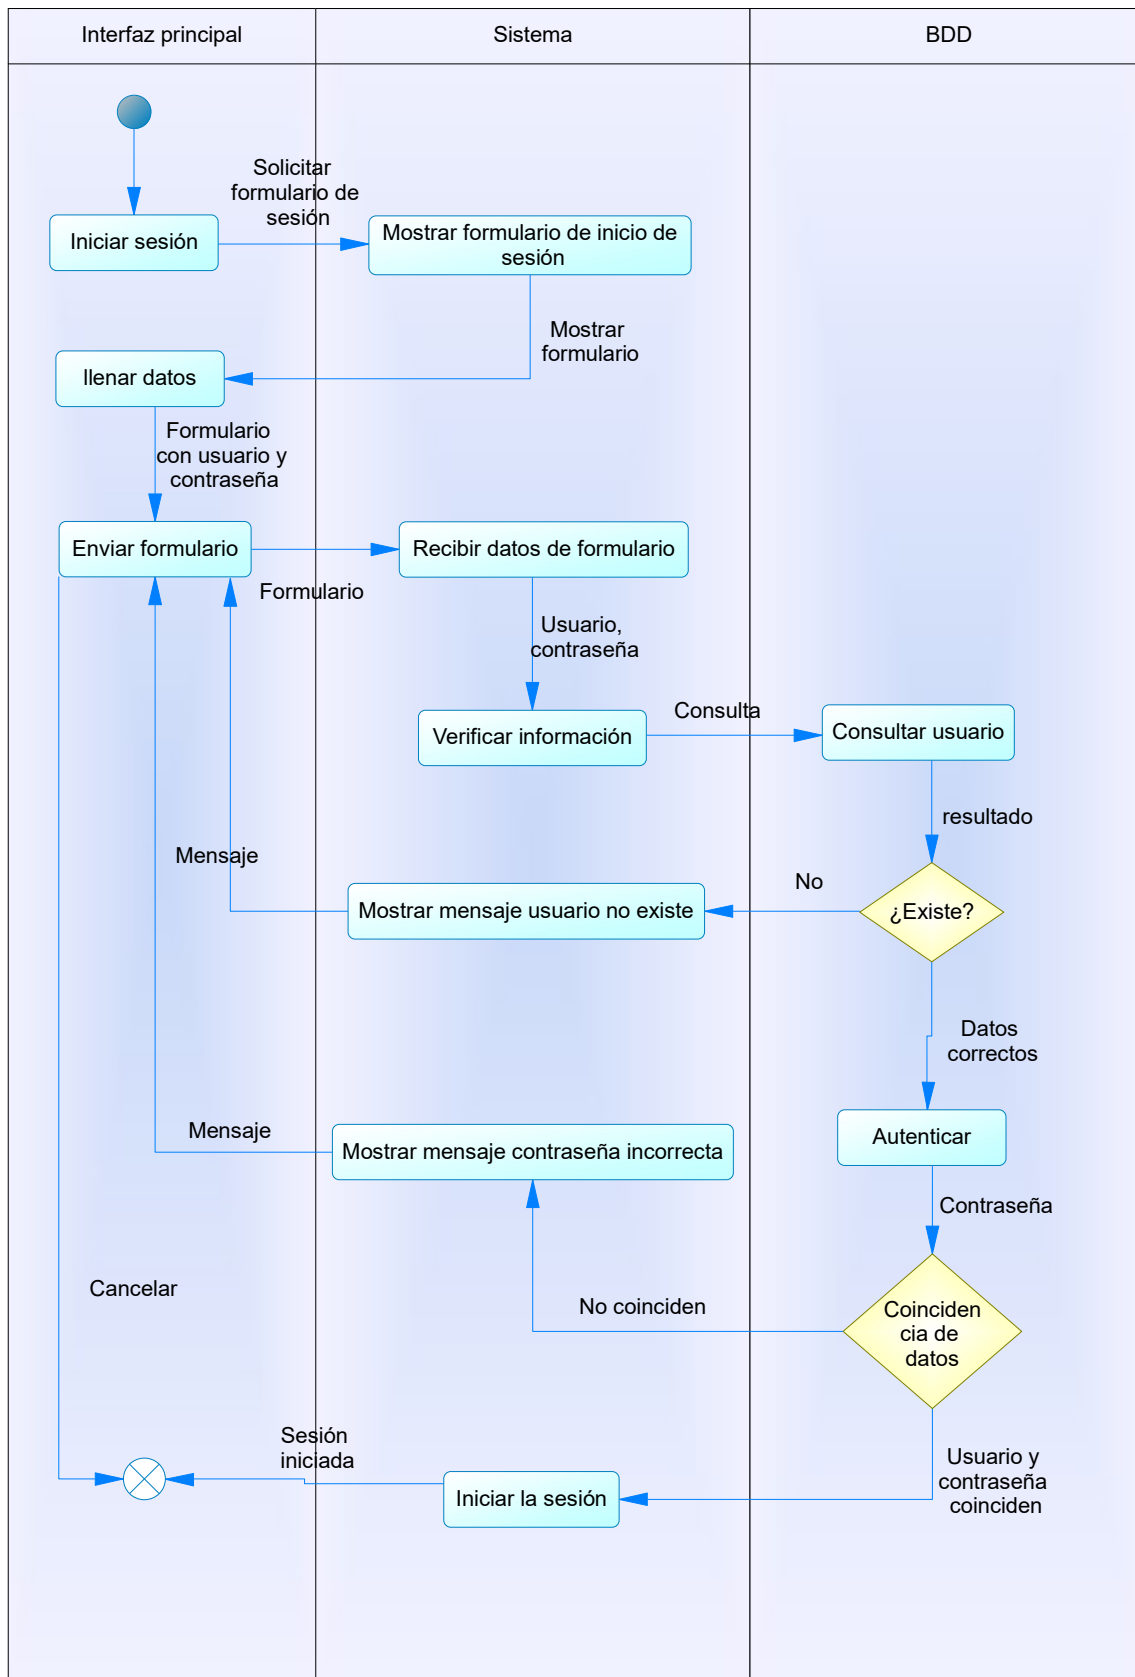 Interfaz principal
Sistema
BDD
Solicitar
formulario de
sesión
Iniciar sesión
Mostrar formulario de inicio de
sesión
Mostrar
formulario
llenar datos
Formulario
con usuario y
contraseña
Enviar formulario
Recibir datos de formulario
Formulario
Usuario,
contraseña
Consulta
Verificar información
Consultar usuario
resultado
Mensaje
No
Mostrar mensaje usuario no existe
¿Existe?
Datos
correctos
Mensaje
Mostrar mensaje contraseña incorrecta
Autenticar
Contraseña
Cancelar
No coinciden
Coinciden
cia de
datos
Sesión
iniciada
Iniciar la sesión
Usuario y
contraseña
coinciden